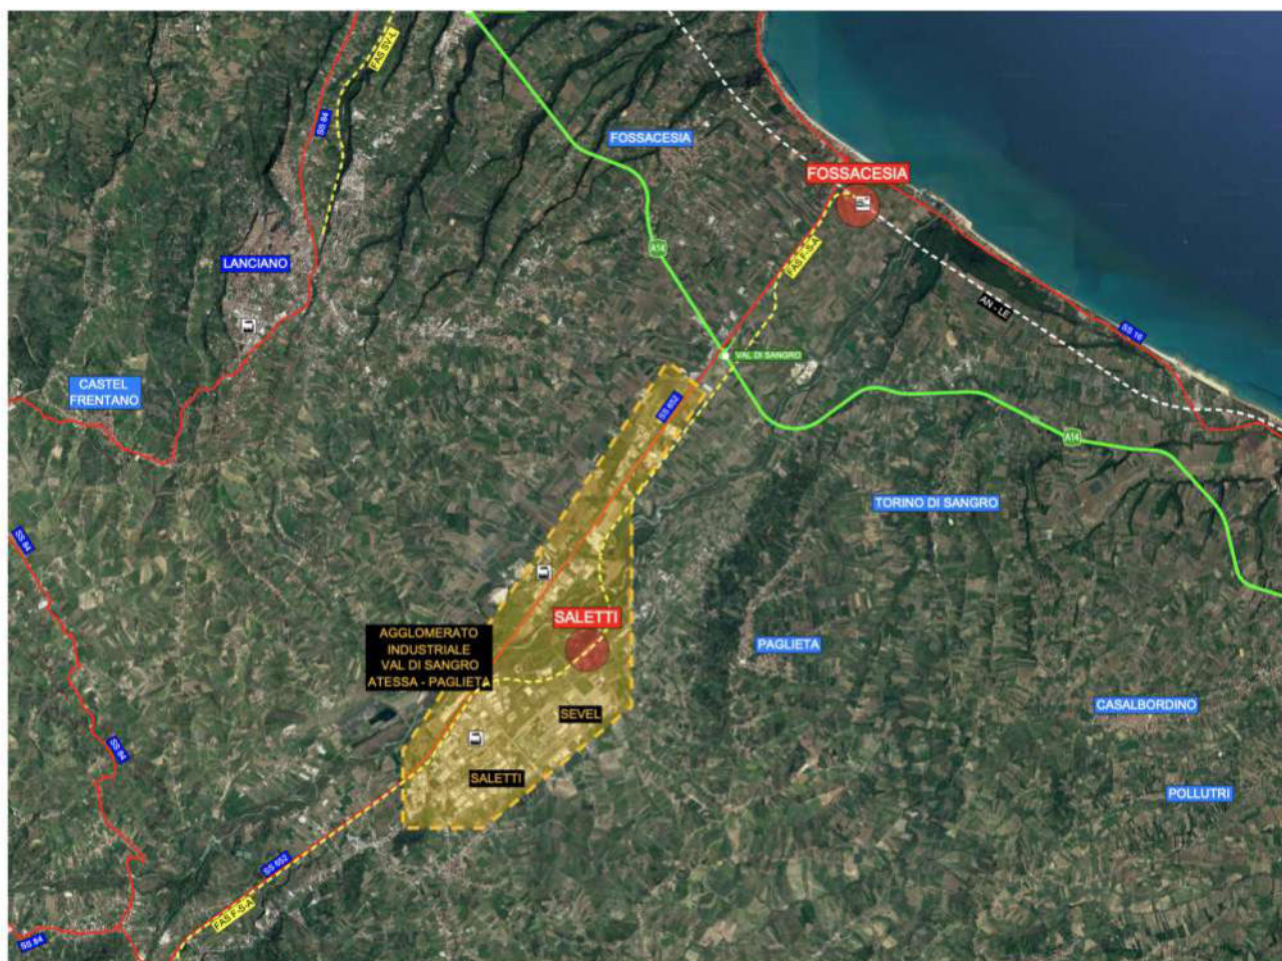 FAS SV-L
SS 84
FOSSACESIA
FOSSACESIA
A14
FAS F-S-A
LANCIANO
AN - LE
SS 16
VAL DI SANGRO
CASTEL
FRENTANO
SS 652
A14
TORINO DI SANGRO
SS 84
SALETTI
AGGLOMERATO
INDUSTRIALE
VAL DI SANGRO
ATESSA - PAGLIETA
PAGLIETA
SEVEL
CASALBORDINO
SS 84
SALETTI
POLLUTRI
SS 652
FAS F-S-A
SS 84